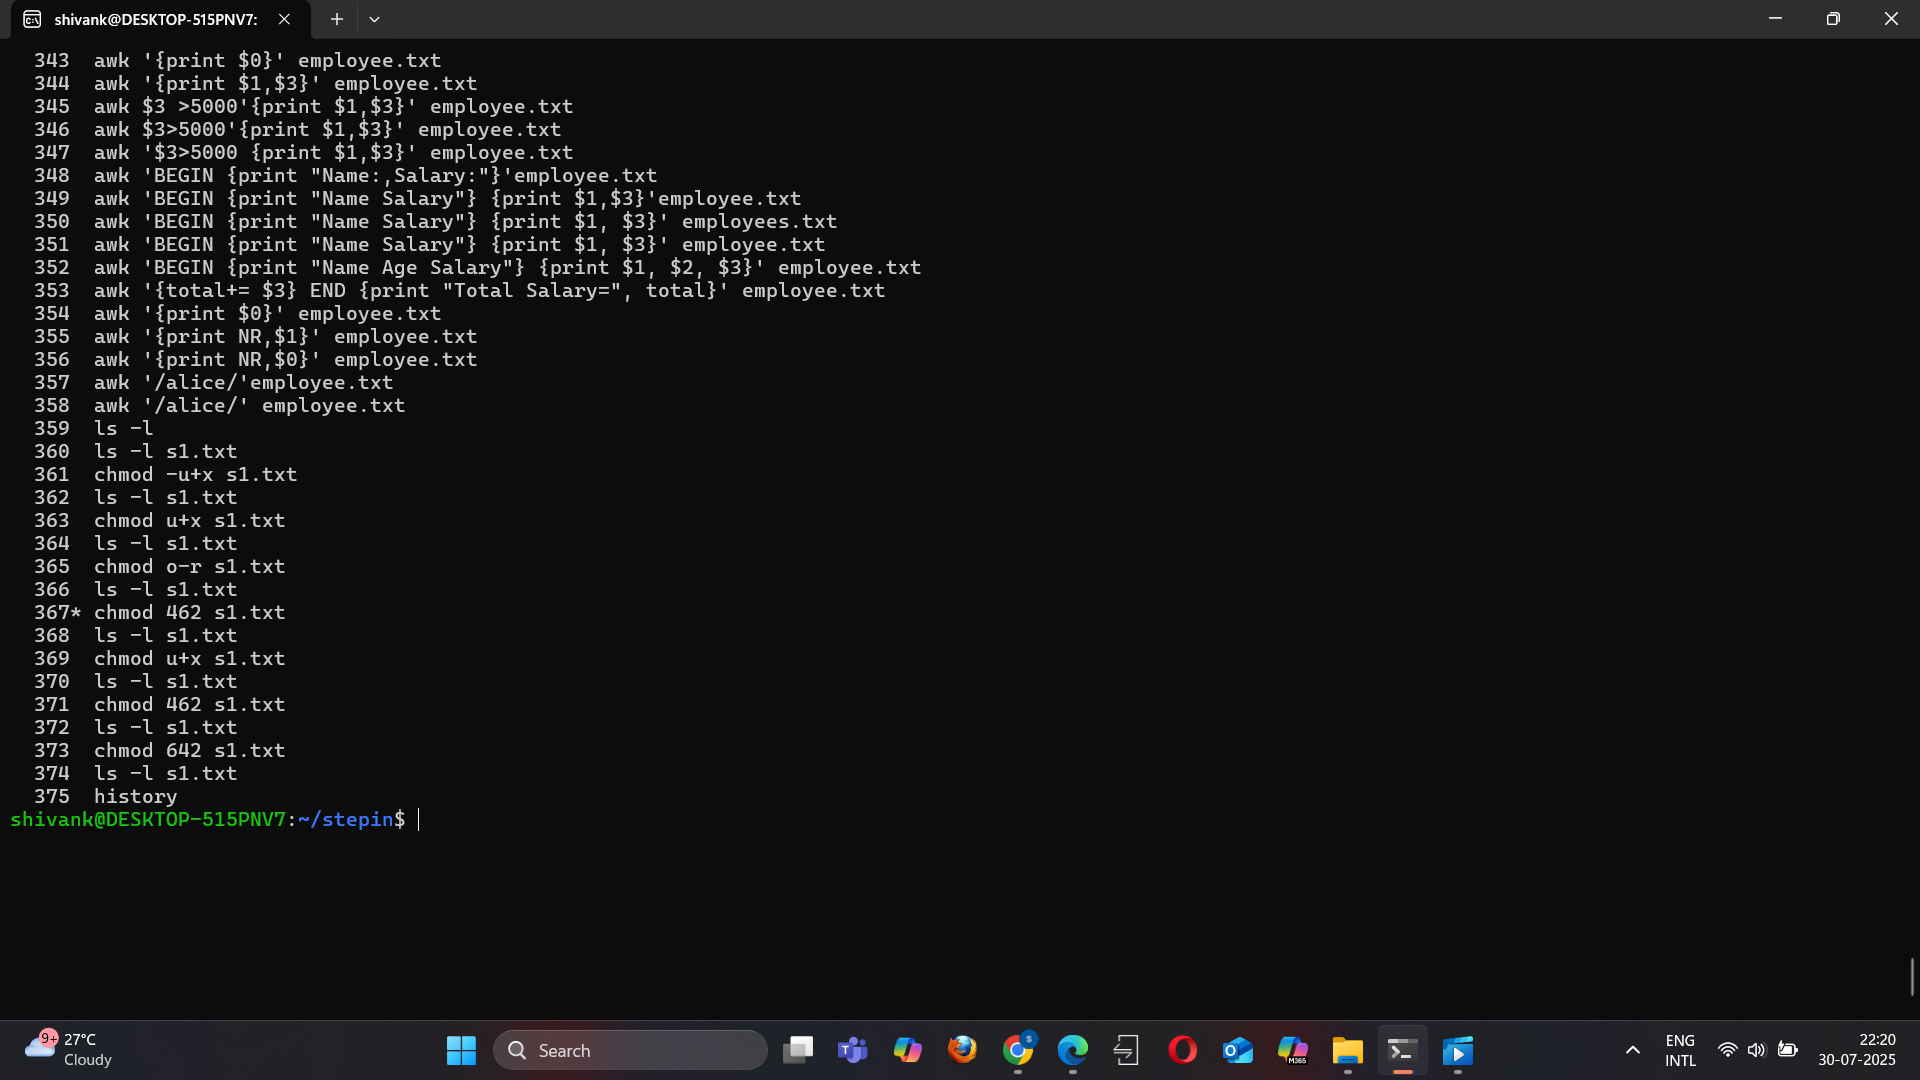 shivank@DESKTOP-515PNV7:
343 awk '{print $0}' employee.txt
344 awk '{print $1,$3}' employee.txt
345 awk $3 >5000'{print $1,$3}' employee.txt
346 awk $3>5000'{print $1,$3}' employee.txt
347 awk '$3>5000 {print $1,$3}' employee.txt
348 awk 'BEGIN {print "Name:,Salary:"}'employee.txt
349 awk 'BEGIN {print "Name Salary"} {print $1,$3}'employee.txt
350 awk 'BEGIN {print "Name Salary"} {print $1, $3}' employees.txt
351 awk 'BEGIN {print "Name Salary"} {print $1, $3}' employee.txt
352 awk 'BEGIN {print "Name Age Salary"} {print $1, $2, $3}' employee.txt
353 awk '{total+= $3} END {print "Total Salary=", total}' employee.txt
354 awk '{print $0}' employee.txt
355 awk '{print NR,$1}' employee.txt
356 awk '{print NR,$0}' employee.txt
357 awk '/alice/'employee.txt
358 awk '/alice/' employee.txt
359 ls -l
360 ls -l s1.txt
361 chmod -u+x s1.txt
362 ls -l s1.txt
363 chmod u+x s1.txt
364 ls -l s1.txt
365 chmod o-r s1.txt
366 ls -l s1.txt
367* chmod 462 s1.txt
368 ls -l s1.txt
369 chmod u+x s1.txt
370 ls -l s1.txt
371 chmod 462 s1.txt
372 ls -l s1.txt
373 chmod 642 s1.txt
374 ls -l s1.txt
375 history
shivank@DESKTOP-515PNV7:~/stepin$
9+ 27°C
Cloudy
Search
M365
ENG
INTL
22:20
30-07-2025